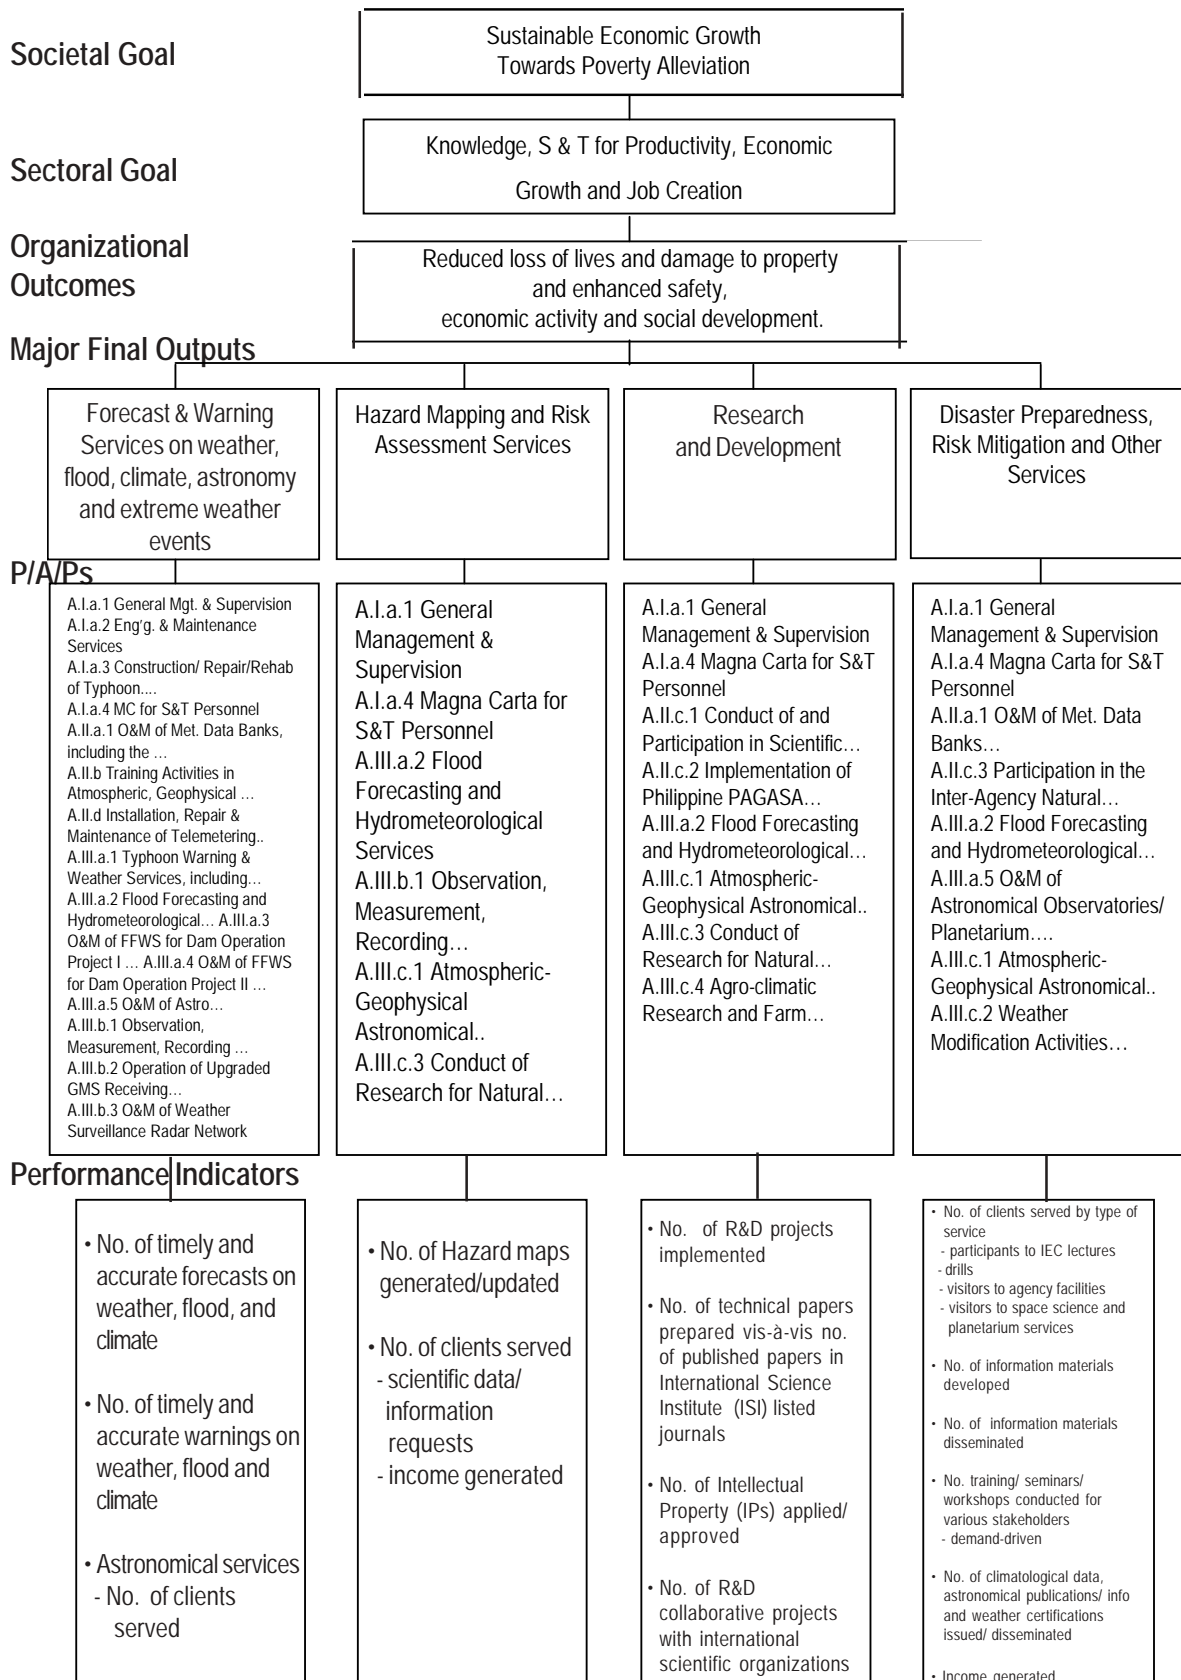 Societal Goal
Sustainable Economic Growth
Towards Poverty Alleviation
Sectoral Goal
Knowledge, S & T for Productivity, Economic
Growth and Job Creation
Organizational
Outcomes
Reduced loss of lives and damage to property
and enhanced safety,
economic activity and social development.
Major Final Outputs
Forecast & Warning
Services on weather,
flood, climate, astronomy
and extreme weather
events
Hazard Mapping and Risk
Assessment Services
Research
and Development
Disaster Preparedness,
Risk Mitigation and Other
Services
P/A/Ps
A.I.a.1 General Mgt. & Supervision
A.I.a.2 Eng'g. & Maintenance
Services
A.I.a.3 Construction/ Repair/Rehab
of Typhoon....
A.I.a.4 MC for S&T Personnel
A.II.a.1 O&M of Met. Data Banks,
including the …
A.II.b Training Activities in
Atmospheric, Geophysical …
A.II.d Installation, Repair &
Maintenance of Telemetering..
A.III.a.1 Typhoon Warning &
Weather Services, including…
A.III.a.2 Flood Forecasting and
Hydrometeorological… A.III.a.3
O&M of FFWS for Dam Operation
Project I … A.III.a.4 O&M of FFWS
for Dam Operation Project II …
A.III.a.5 O&M of Astro…
A.III.b.1 Observation,
Measurement, Recording …
A.III.b.2 Operation of Upgraded
GMS Receiving…
A.III.b.3 O&M of Weather
Surveillance Radar Network
A.I.a.1 General
Management &
Supervision
A.I.a.4 Magna Carta for
S&T Personnel
A.III.a.2 Flood
Forecasting and
Hydrometeorological
Services
A.III.b.1 Observation,
Measurement,
Recording…
A.III.c.1 Atmospheric-
Geophysical
Astronomical..
A.III.c.3 Conduct of
Research for Natural…
A.I.a.1 General
Management & Supervision
A.I.a.4 Magna Carta for S&T
Personnel
A.II.c.1 Conduct of and
Participation in Scientific…
A.II.c.2 Implementation of
Philippine PAGASA…
A.III.a.2 Flood Forecasting
and Hydrometeorological…
A.III.c.1 Atmospheric-
Geophysical Astronomical..
A.III.c.3 Conduct of
Research for Natural…
A.III.c.4 Agro-climatic
Research and Farm…
A.I.a.1 General
Management & Supervision
A.I.a.4 Magna Carta for S&T
Personnel
A.II.a.1 O&M of Met. Data
Banks…
A.II.c.3 Participation in the
Inter-Agency Natural…
A.III.a.2 Flood Forecasting
and Hydrometeorological…
A.III.a.5 O&M of
Astronomical Observatories/
Planetarium….
A.III.c.1 Atmospheric-
Geophysical Astronomical..
A.III.c.2 Weather
Modification Activities…
Performance Indicators
• No. of timely and
accurate forecasts on
weather, flood, and
climate
• No. of timely and
accurate warnings on
weather, flood and
climate
• Astronomical services
- No. of clients
served
• No. of Hazard maps
generated/updated
• No. of clients served
- scientific data/
information
requests
- income generated
• No. of R&D projects
implemented
• No. of technical papers
prepared vis-à-vis no.
of published papers in
International Science
Institute (ISI) listed
journals
• No. of Intellectual
Property (IPs) applied/
approved
• No. of R&D
collaborative projects
with international
scientific organizations
• No. of clients served by type of
service
- participants to IEC lectures
- drills
- visitors to agency facilities
- visitors to space science and
planetarium services
• No. of information materials
developed
• No. of information materials
disseminated
• No. training/ seminars/
workshops conducted for
various stakeholders
- demand-driven
• No. of climatological data,
astronomical publications/ info
and weather certifications
issued/ disseminated
• Income generated